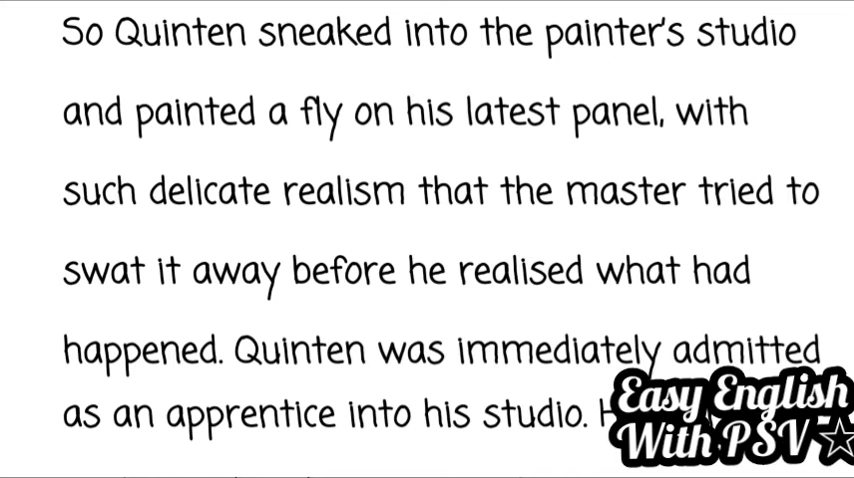 So Quinten sneaked into the painter's studio
and painted a fly on his latest panel, with
such delicate realism that the master tried to
swat it away before he realised what had
happened. Quinten was immediately admitted
as an apprentice into his studio.
Easy English
With PSV